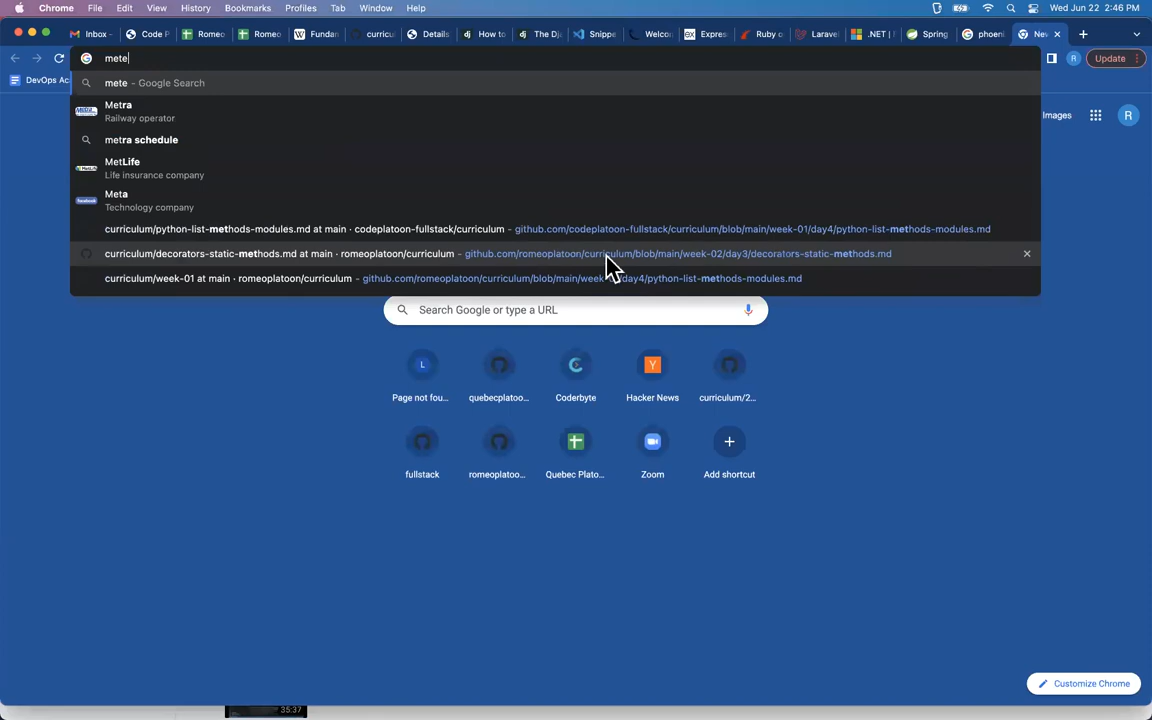 Chrome File Edit View History Bookmarks Profiles Tab Window Help Wed Jun 22 2:46 PM
Inbox - Code P Romeo Romeo Fundan curricu Details How to The Dja Snippe Welcon Expres Ruby o Laravel .NET | F Spring phoeni New
mete R Update
DevOps Ac
mete - Google Search
Metra
Railway operator
Images R
metra schedule
MetLife
Life insurance company
Meta
Technology company
curriculum/python-list-methods-modules.md at main · codeplatoon-fullstack/curriculum - github.com/codeplatoon-fullstack/curriculum/blob/main/week-01/day4/python-list-methods-modules.md
curriculum/decorators-static-methods.md at main · romeoplatoon/curriculum - github.com/romeoplatoon/curriculum/blob/main/week-02/day3/decorators-static-methods.md
curriculum/week-01 at main · romeoplatoon/curriculum - github.com/romeoplatoon/curriculum/blob/main/week- /day4/python-list-methods-modules.md
Search Google or type a URL
L Y
Page not fou... quebecplatoo... Coderbyte Hacker News curriculum/2...
fullstack romeoplatoo... Quebec Plato... Zoom Add shortcut
Customize Chrome
35:37